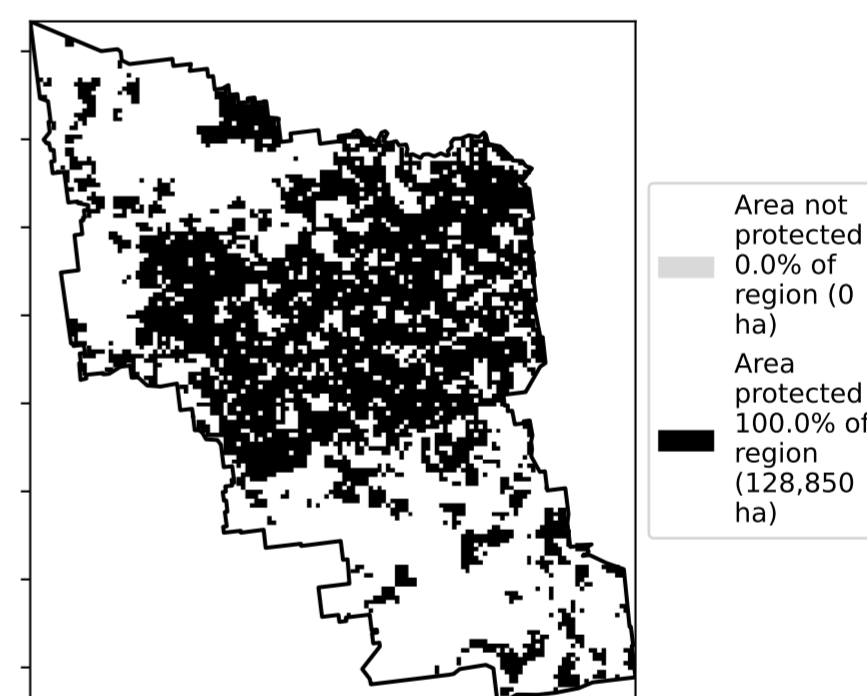 Area not
protected
0.0% of
region (0
ha)
Area
protected
100.0% of
region
(128,850
ha)